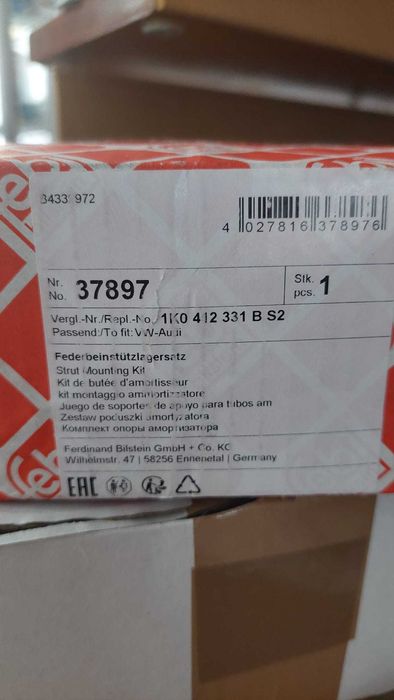 34339972
4 027816 378976
Nr.
No. 37897
Stk.
pcs. 1
Vergl.-Nr./Repl.-No. 1K0 412 331 B S2
Passend:/To fit: VW-Audi
Federbeinstützlagersatz
Strut Mounting Kit
Kit de butée d'amortisseur
kit montaggio ammortizzatore
Juego de soportes de apoyo para tubos am
Zestaw poduszki amortyzatora
Комплект опоры амортизатора
Ferdinand Bilstein GmbH + Co. KG
Wilhelmstr. 47 | 58256 Ennepetal | Germany
EAC